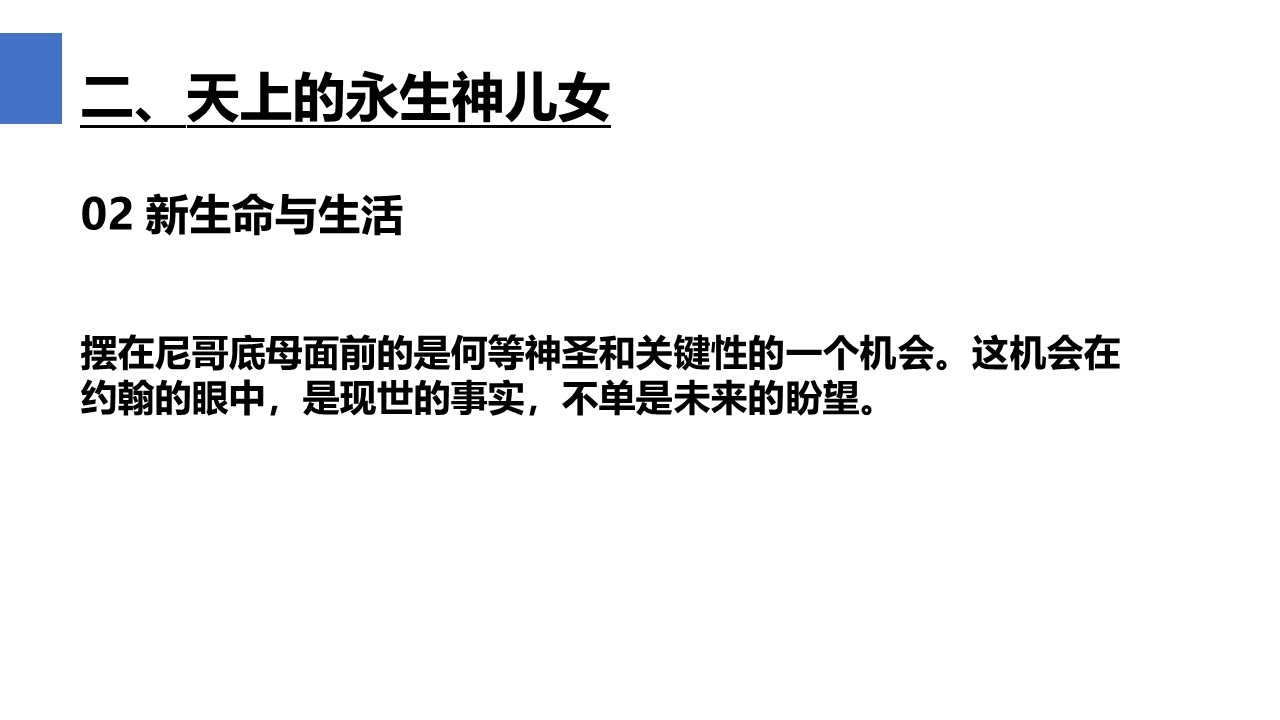 二、天上的永生神儿女
02 新生命与生活
摆在尼哥底母面前的是何等神圣和关键性的一个机会。这机会在
约翰的眼中，是现世的事实，不单是未来的盼望。